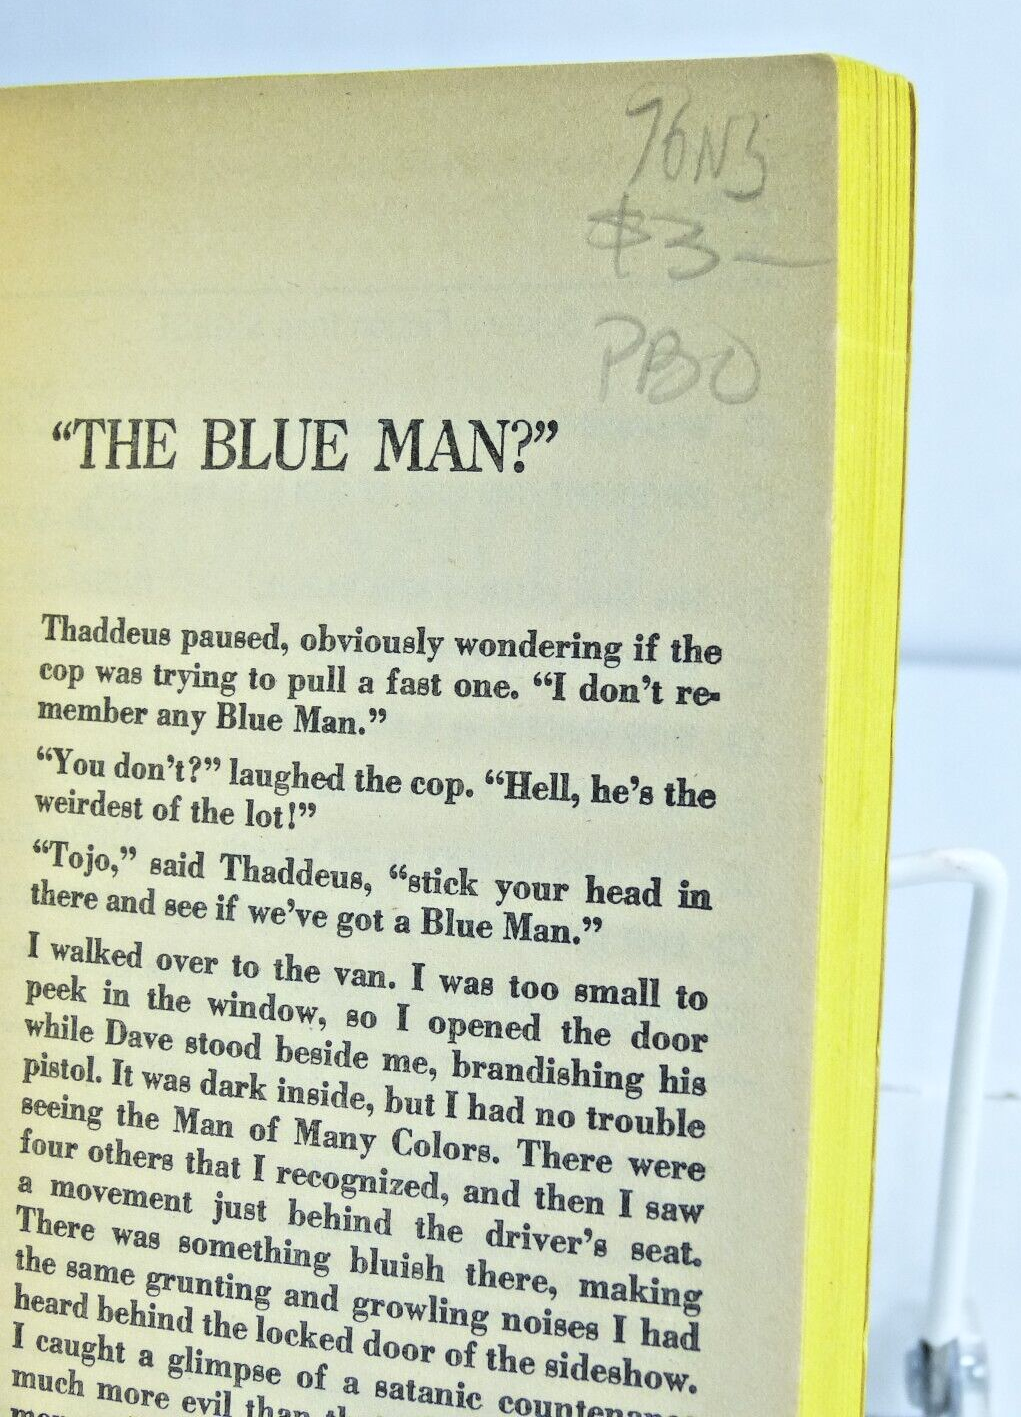 96N3
$3—
PBO
“THE BLUE MAN?”
Thaddeus paused, obviously wondering if the
cop was trying to pull a fast one. “I don’t re-
member any Blue Man.”
“You don’t?” laughed the cop. “Hell, he’s the
weirdest of the lot!”
“Tojo,” said Thaddeus, “stick your head in
there and see if we’ve got a Blue Man.”
I walked over to the van. I was too small to
peek in the window, so I opened the door
while Dave stood beside me, brandishing his
pistol. It was dark inside, but I had no trouble
seeing the Man of Many Colors. There were
four others that I recognized, and then I saw
a movement just behind the driver’s seat.
There was something bluish there, making
the same grunting and growling noises I had
heard behind the locked door of the sideshow.
I caught a glimpse of a satanic
much more evil than